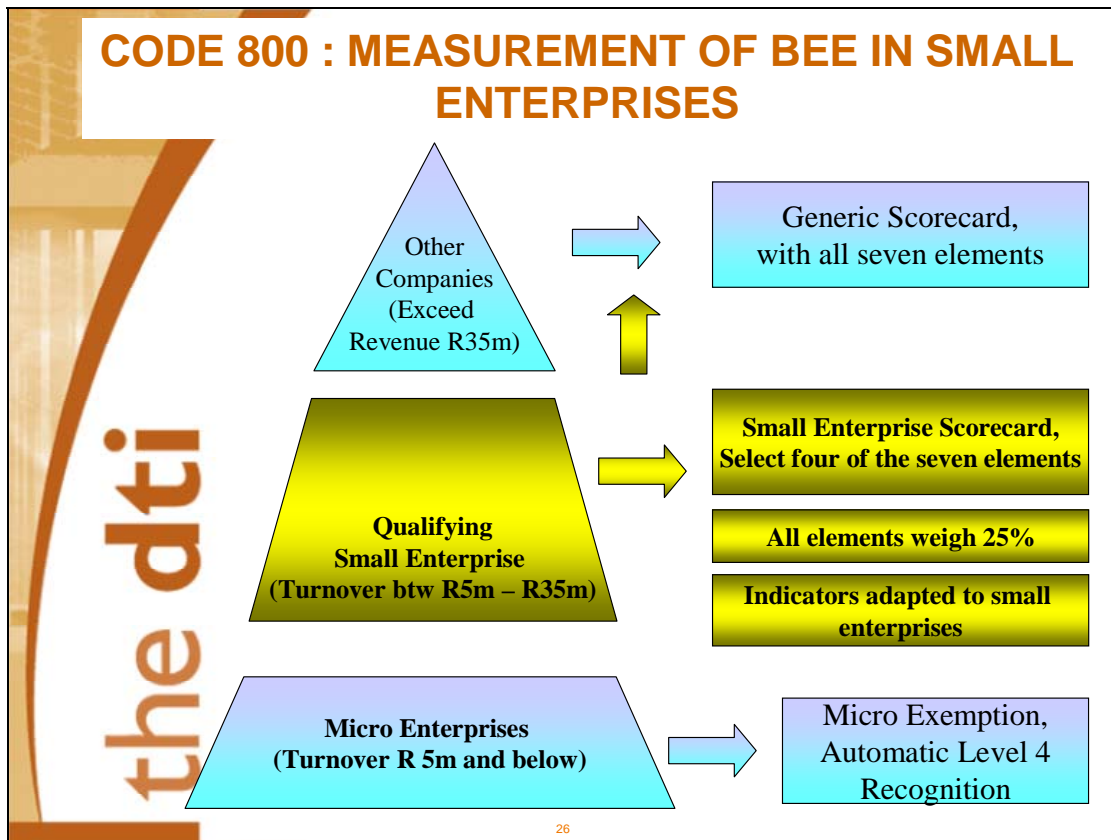 CODE 800 : MEASUREMENT OF BEE IN SMALL
ENTERPRISES
Other
Companies
(Exceed
Revenue R35m)
Generic Scorecard,
with all seven elements
Qualifying
Small Enterprise
(Turnover btw R5m – R35m)
Small Enterprise Scorecard,
Select four of the seven elements
All elements weigh 25%
Indicators adapted to small
enterprises
Micro Enterprises
(Turnover R 5m and below)
Micro Exemption,
Automatic Level 4
Recognition
the dti
26